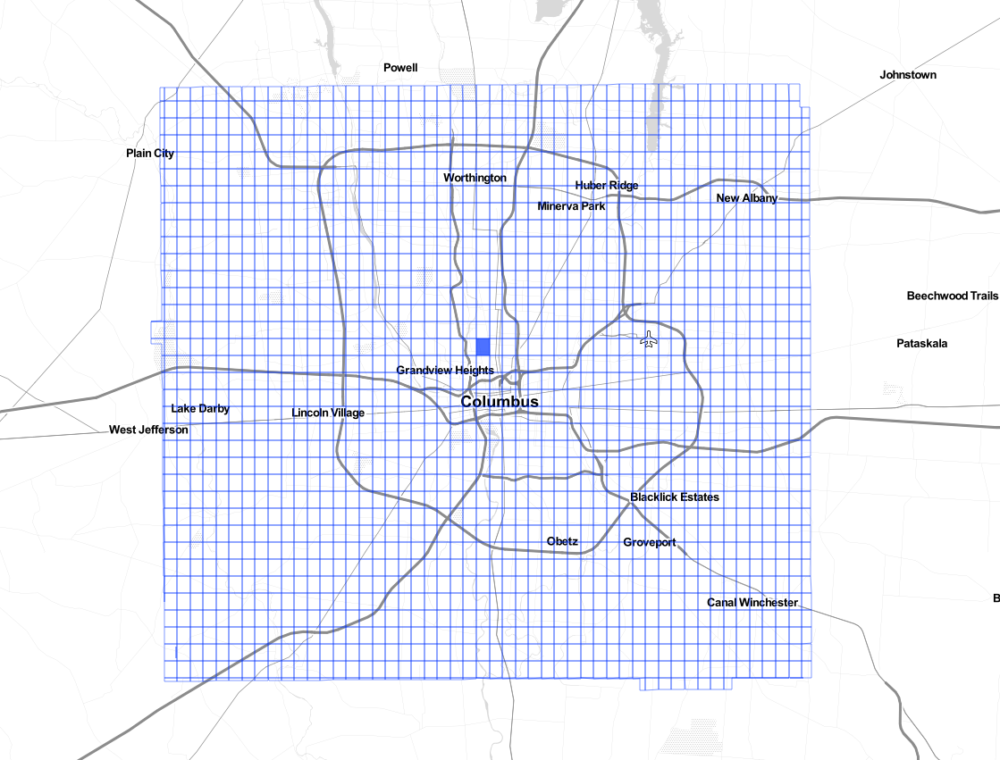 Powell
Johnstown
Plain City
Worthington
Huber Ridge
New Albany
Minerva Park
Beechwood Trails
Pataskala
Grandview Heights
Columbus
Lake Darby
Lincoln Village
West Jefferson
Blacklick Estates
Obetz
Groveport
B
Canal Winchester